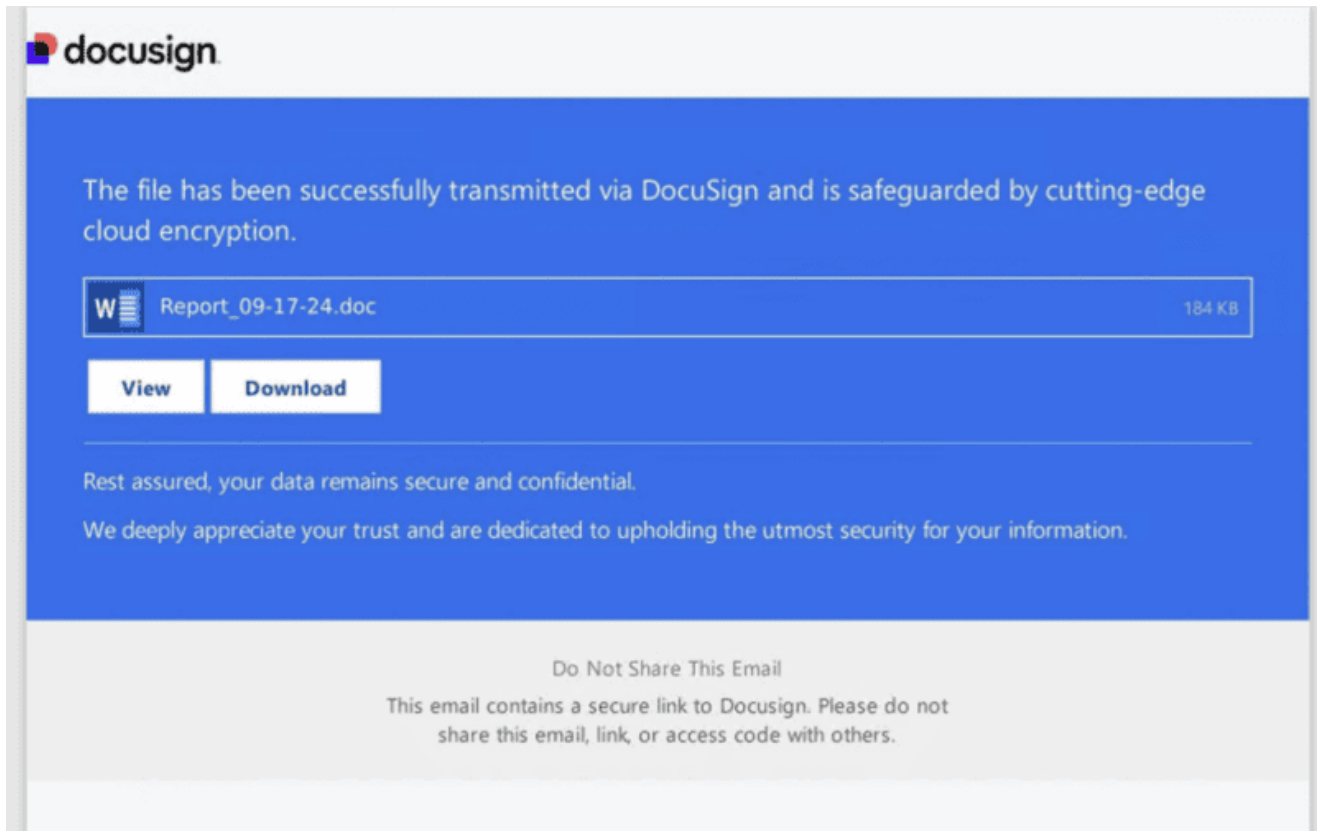 docusign
The file has been successfully transmitted via DocuSign and is safeguarded by cutting-edge
cloud encryption.
W
Report_09-17-24.doc 184 KB
View Download
Rest assured, your data remains secure and confidential.
We deeply appreciate your trust and are dedicated to upholding the utmost security for your information.
Do Not Share This Email
This email contains a secure link to Docusign. Please do not
share this email, link, or access code with others.